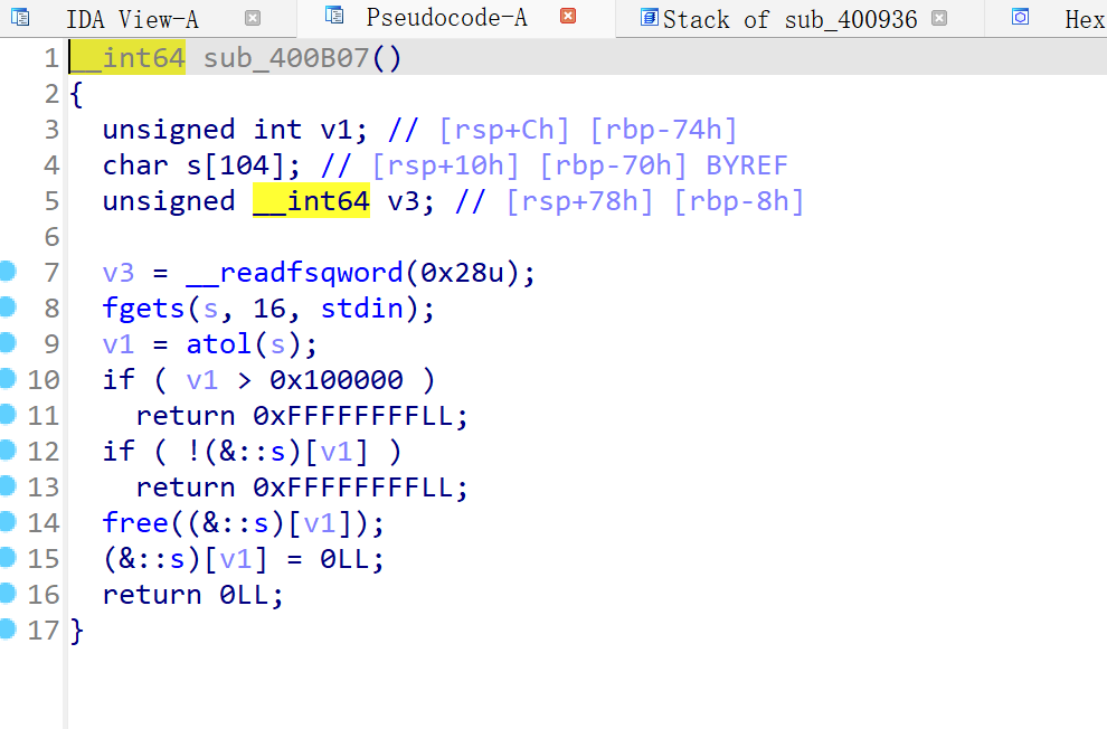 IDA View-A Pseudocode-A Stack of sub_400936 Hex
1 __int64 sub_400B07()
2 {
3   unsigned int v1; // [rsp+Ch] [rbp-74h]
4   char s[104]; // [rsp+10h] [rbp-70h] BYREF
5   unsigned __int64 v3; // [rsp+78h] [rbp-8h]
6
7   v3 = __readfsqword(0x28u);
8   fgets(s, 16, stdin);
9   v1 = atol(s);
10   if ( v1 > 0x100000 )
11     return 0xFFFFFFFFLL;
12   if ( !(&::s)[v1] )
13     return 0xFFFFFFFFLL;
14   free((&::s)[v1]);
15   (&::s)[v1] = 0LL;
16   return 0LL;
17 }